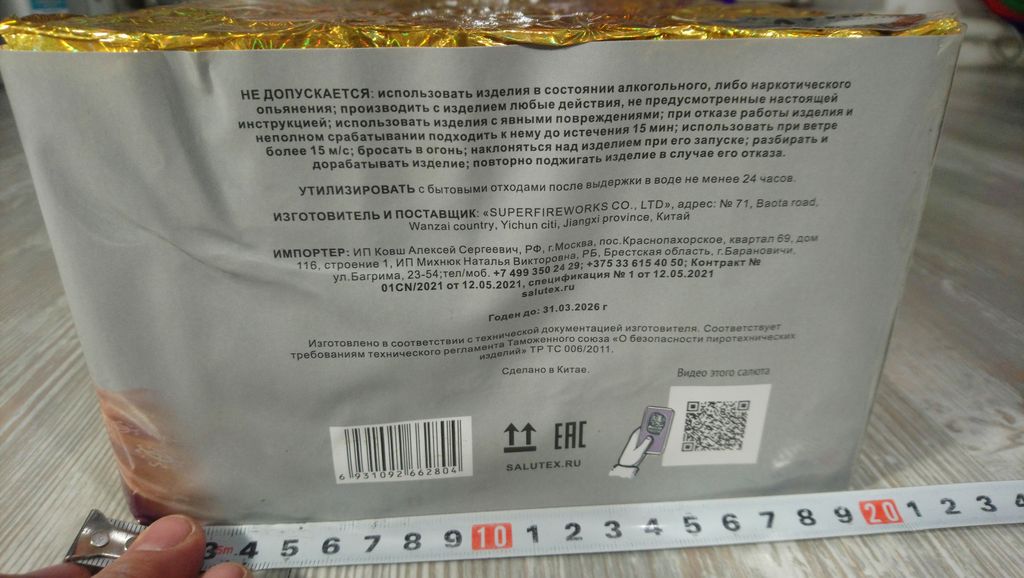 НЕ ДОПУСКАЕТСЯ: использовать изделия в состоянии алкогольного, либо наркотического
опьянения; производить с изделием любые действия, не предусмотренные настоящей
инструкцией; использовать изделия с явными повреждениями; при отказе работы изделия и
неполном срабатывании подходить к нему до истечения 15 мин; использовать при ветре
более 15 м/с; бросать в огонь; наклоняться над изделием при его запуске; разбирать и
дорабатывать изделие; повторно поджигать изделие в случае его отказа.
УТИЛИЗИРОВАТЬ с бытовыми отходами после выдержки в воде не менее 24 часов.
ИЗГОТОВИТЕЛЬ И ПОСТАВЩИК: «SUPERFIREWORKS CO., LTD», адрес: № 71, Baota road,
Wanzai country, Yichun citi, Jiangxi province, Китай
ИМПОРТЕР: ИП Ковш Алексей Сергеевич, РФ, г.Москва, пос.Краснопахорское, квартал 69, дом
116, строение 1, ИП Михнюк Наталья Викторовна, РБ, Брестская область, г.Барановичи,
ул.Багрима, 23-54;тел/моб. +7 499 350 24 29; +375 33 615 40 50; Контракт №
01CN/2021 от 12.05.2021, спецификация № 1 от 12.05.2021
salutex.ru
Годен до: 31.03.2026 г
Изготовлено в соответствии с технической документацией изготовителя. Соответствует
требованиям технического регламента Таможенного союза «О безопасности пиротехнических
изделий» ТР ТС 006/2011.
Сделано в Китае.
Видео этого салюта
6 931092 662804
EAC
SALUTEX.RU
3 5m 4 5 6 7 8 9 10 1 2 3 4 5 6 7 8 9 20 1 2 3 4